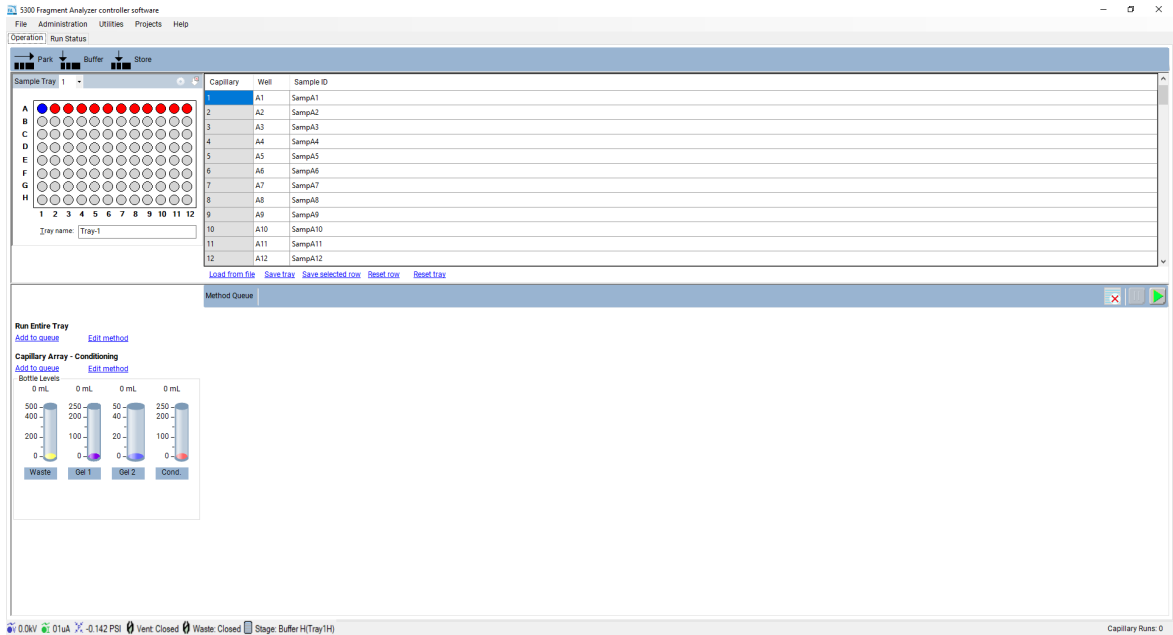 5300 Fragment Analyzer controller software
File Administration Utilities Projects Help
Operation Run Status
Park Buffer Store
Sample Tray 1
A
B
C
D
E
F
G
H
1 2 3 4 5 6 7 8 9 10 11 12
Tray name: Tray-1
Capillary Well Sample ID
1 A1 SampA1
2 A2 SampA2
3 A3 SampA3
4 A4 SampA4
5 A5 SampA5
6 A6 SampA6
7 A7 SampA7
8 A8 SampA8
9 A9 SampA9
10 A10 SampA10
11 A11 SampA11
12 A12 SampA12
Load from file Save tray Save selected row Reset row Reset tray
Method Queue
Run Entire Tray
Add to queue Edit method
Capillary Array - Conditioning
Add to queue Edit method
Bottle Levels
0 mL 0 mL 0 mL 0 mL
500 250 50 250
400 200 40 200
200 100 20 100
0 0 0 0
Waste Gel 1 Gel 2 Cond.
0.0kV 01uA -0.142 PSI Vent: Closed Waste: Closed Stage: Buffer H(Tray1H) Capillary Runs: 0